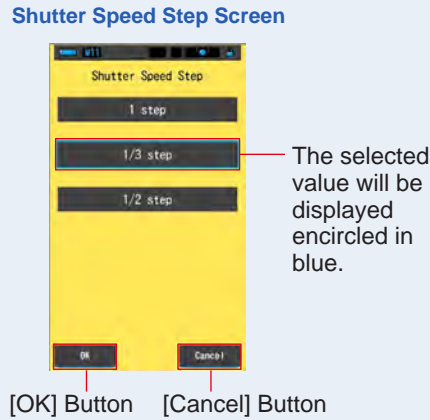 Shutter Speed Step Screen
Shutter Speed Step
1 step
1/3 step
The selected
value will be
displayed
encircled in
blue.
1/2 step
OK
Cancel
[OK] Button
[Cancel] Button